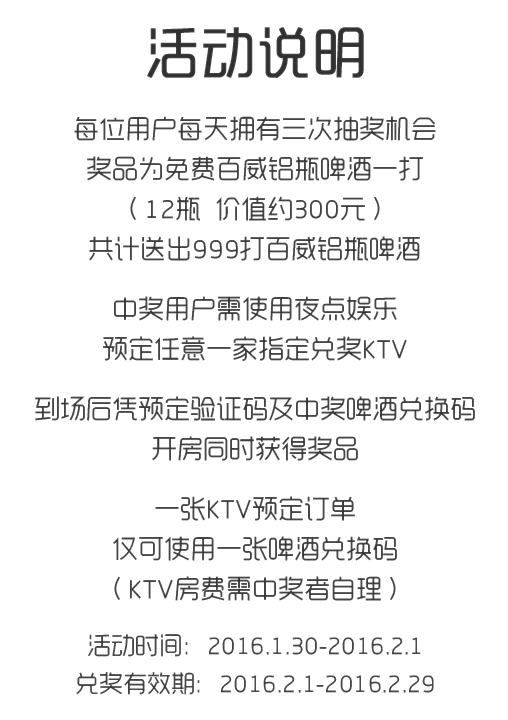 活动说明
每位用户每天拥有三次抽奖机会
奖品为免费百威铝瓶啤酒一打
（12瓶 价值约300元）
共计送出999打百威铝瓶啤酒
中奖用户需使用夜点娱乐
预定任意一家指定兑奖KTV
到场后凭预定验证码及中奖啤酒兑换码
开房同时获得奖品
一张KTV预定订单
仅可使用一张啤酒兑换码
（KTV房费需中奖者自理）
活动时间：2016.1.30-2016.2.1
兑奖有效期：2016.2.1-2016.2.29